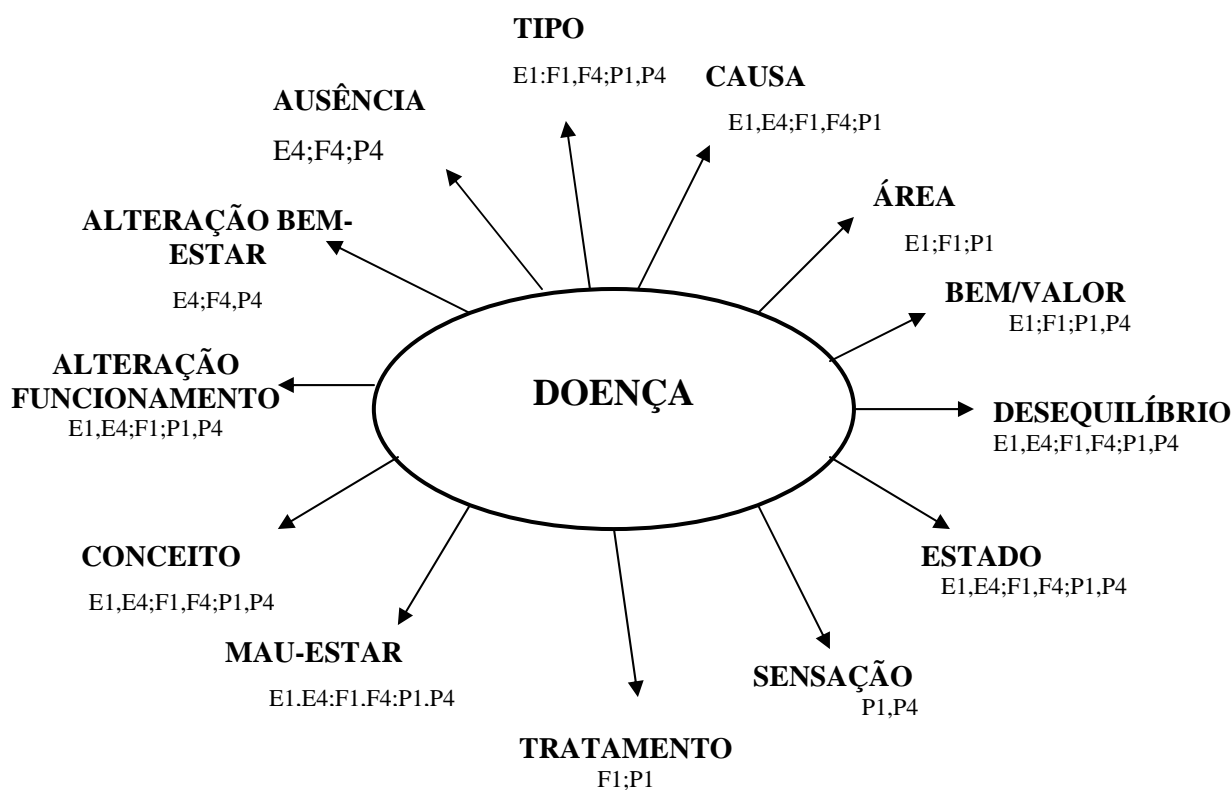 TIPO
E1:F1,F4;P1,P4
CAUSA
E1,E4;F1,F4;P1
AUSÊNCIA
E4;F4;P4
ÁREA
E1;F1;P1
ALTERAÇÃO BEM-
ESTAR
E4;F4,P4
BEM/VALOR
E1;F1;P1,P4
ALTERAÇÃO
FUNCIONAMENTO
E1,E4;F1;P1,P4
DOENÇA
DESEQUILÍBRIO
E1,E4;F1,F4;P1,P4
CONCEITO
E1,E4;F1,F4;P1,P4
ESTADO
E1,E4;F1,F4;P1,P4
MAU-ESTAR
E1,E4;F1,F4;P1,P4
SENSAÇÃO
P1,P4
TRATAMENTO
F1;P1